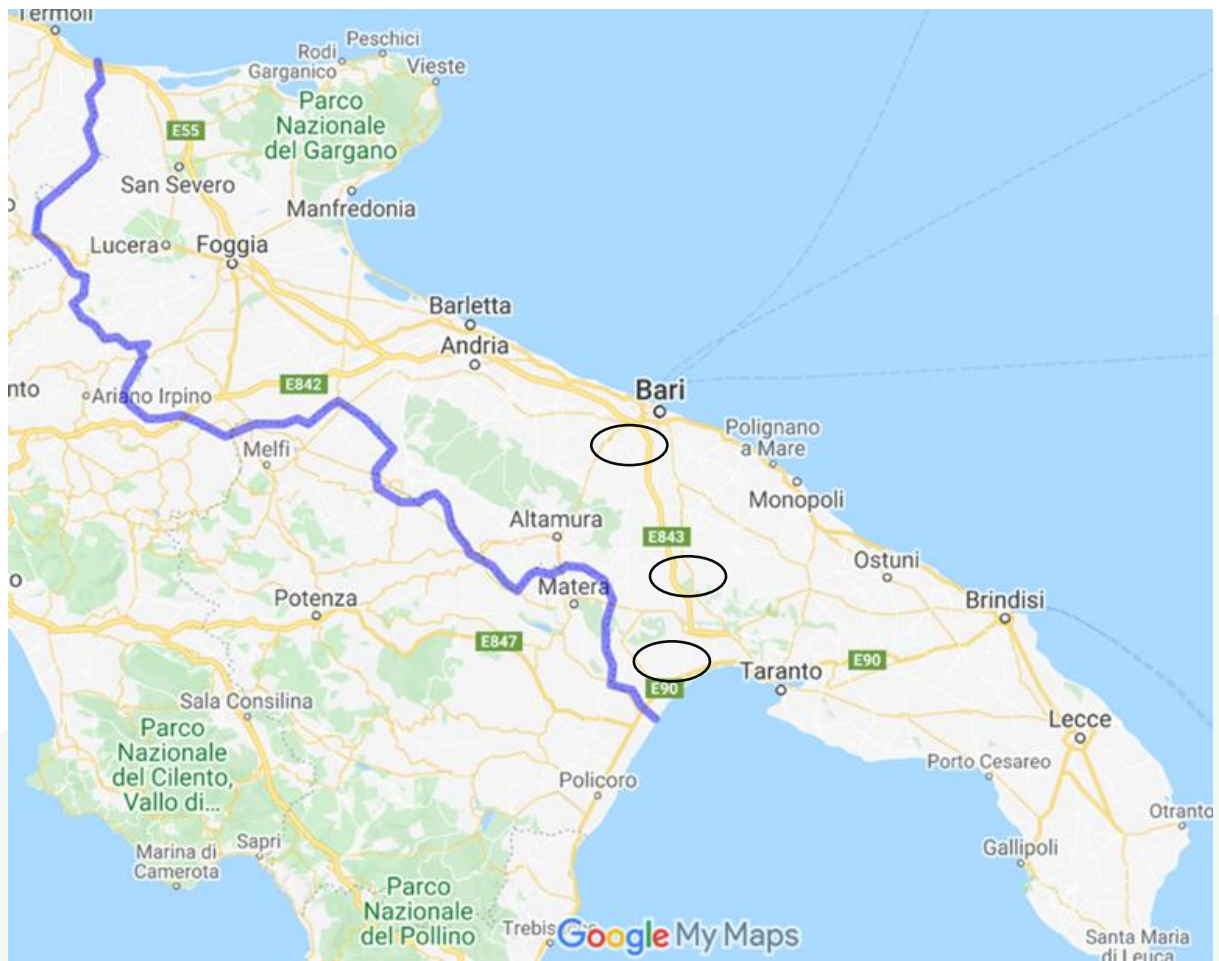 Termoli
Peschici
Rodi
Garganico
Vieste
Parco
Nazionale
del Gargano
E55
San Severo
Manfredonia
Lucera
Foggia
Barletta
Andria
nto
Ariano Irpino
E842
Bari
Polignano
a Mare
Melfi
Monopoli
Altamura
E843
Ostuni
o
Matera
Potenza
Brindisi
E847
Taranto
E90
E90
Sala Consilina
Lecce
Parco
Nazionale
del Cilento,
Vallo di...
Porto Cesareo
Policoro
Otranto
Marina di
Camerota
Sapri
Gallipoli
Parco
Nazionale
del Pollino
Google My Maps
Santa Maria
di Leuca